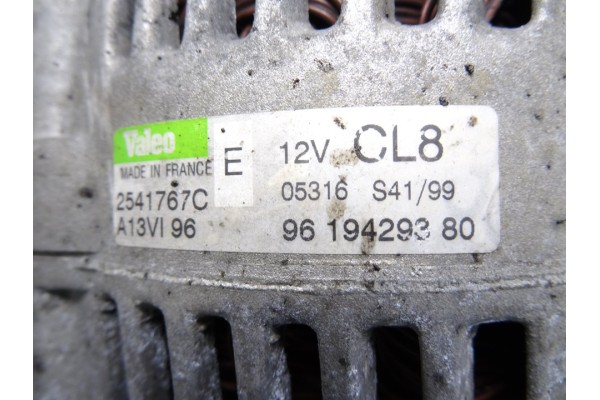 Valeo
MADE IN FRANCE
E
12V CL8
2541767C
05316 S41/99
A13VI 96
96 194293 80